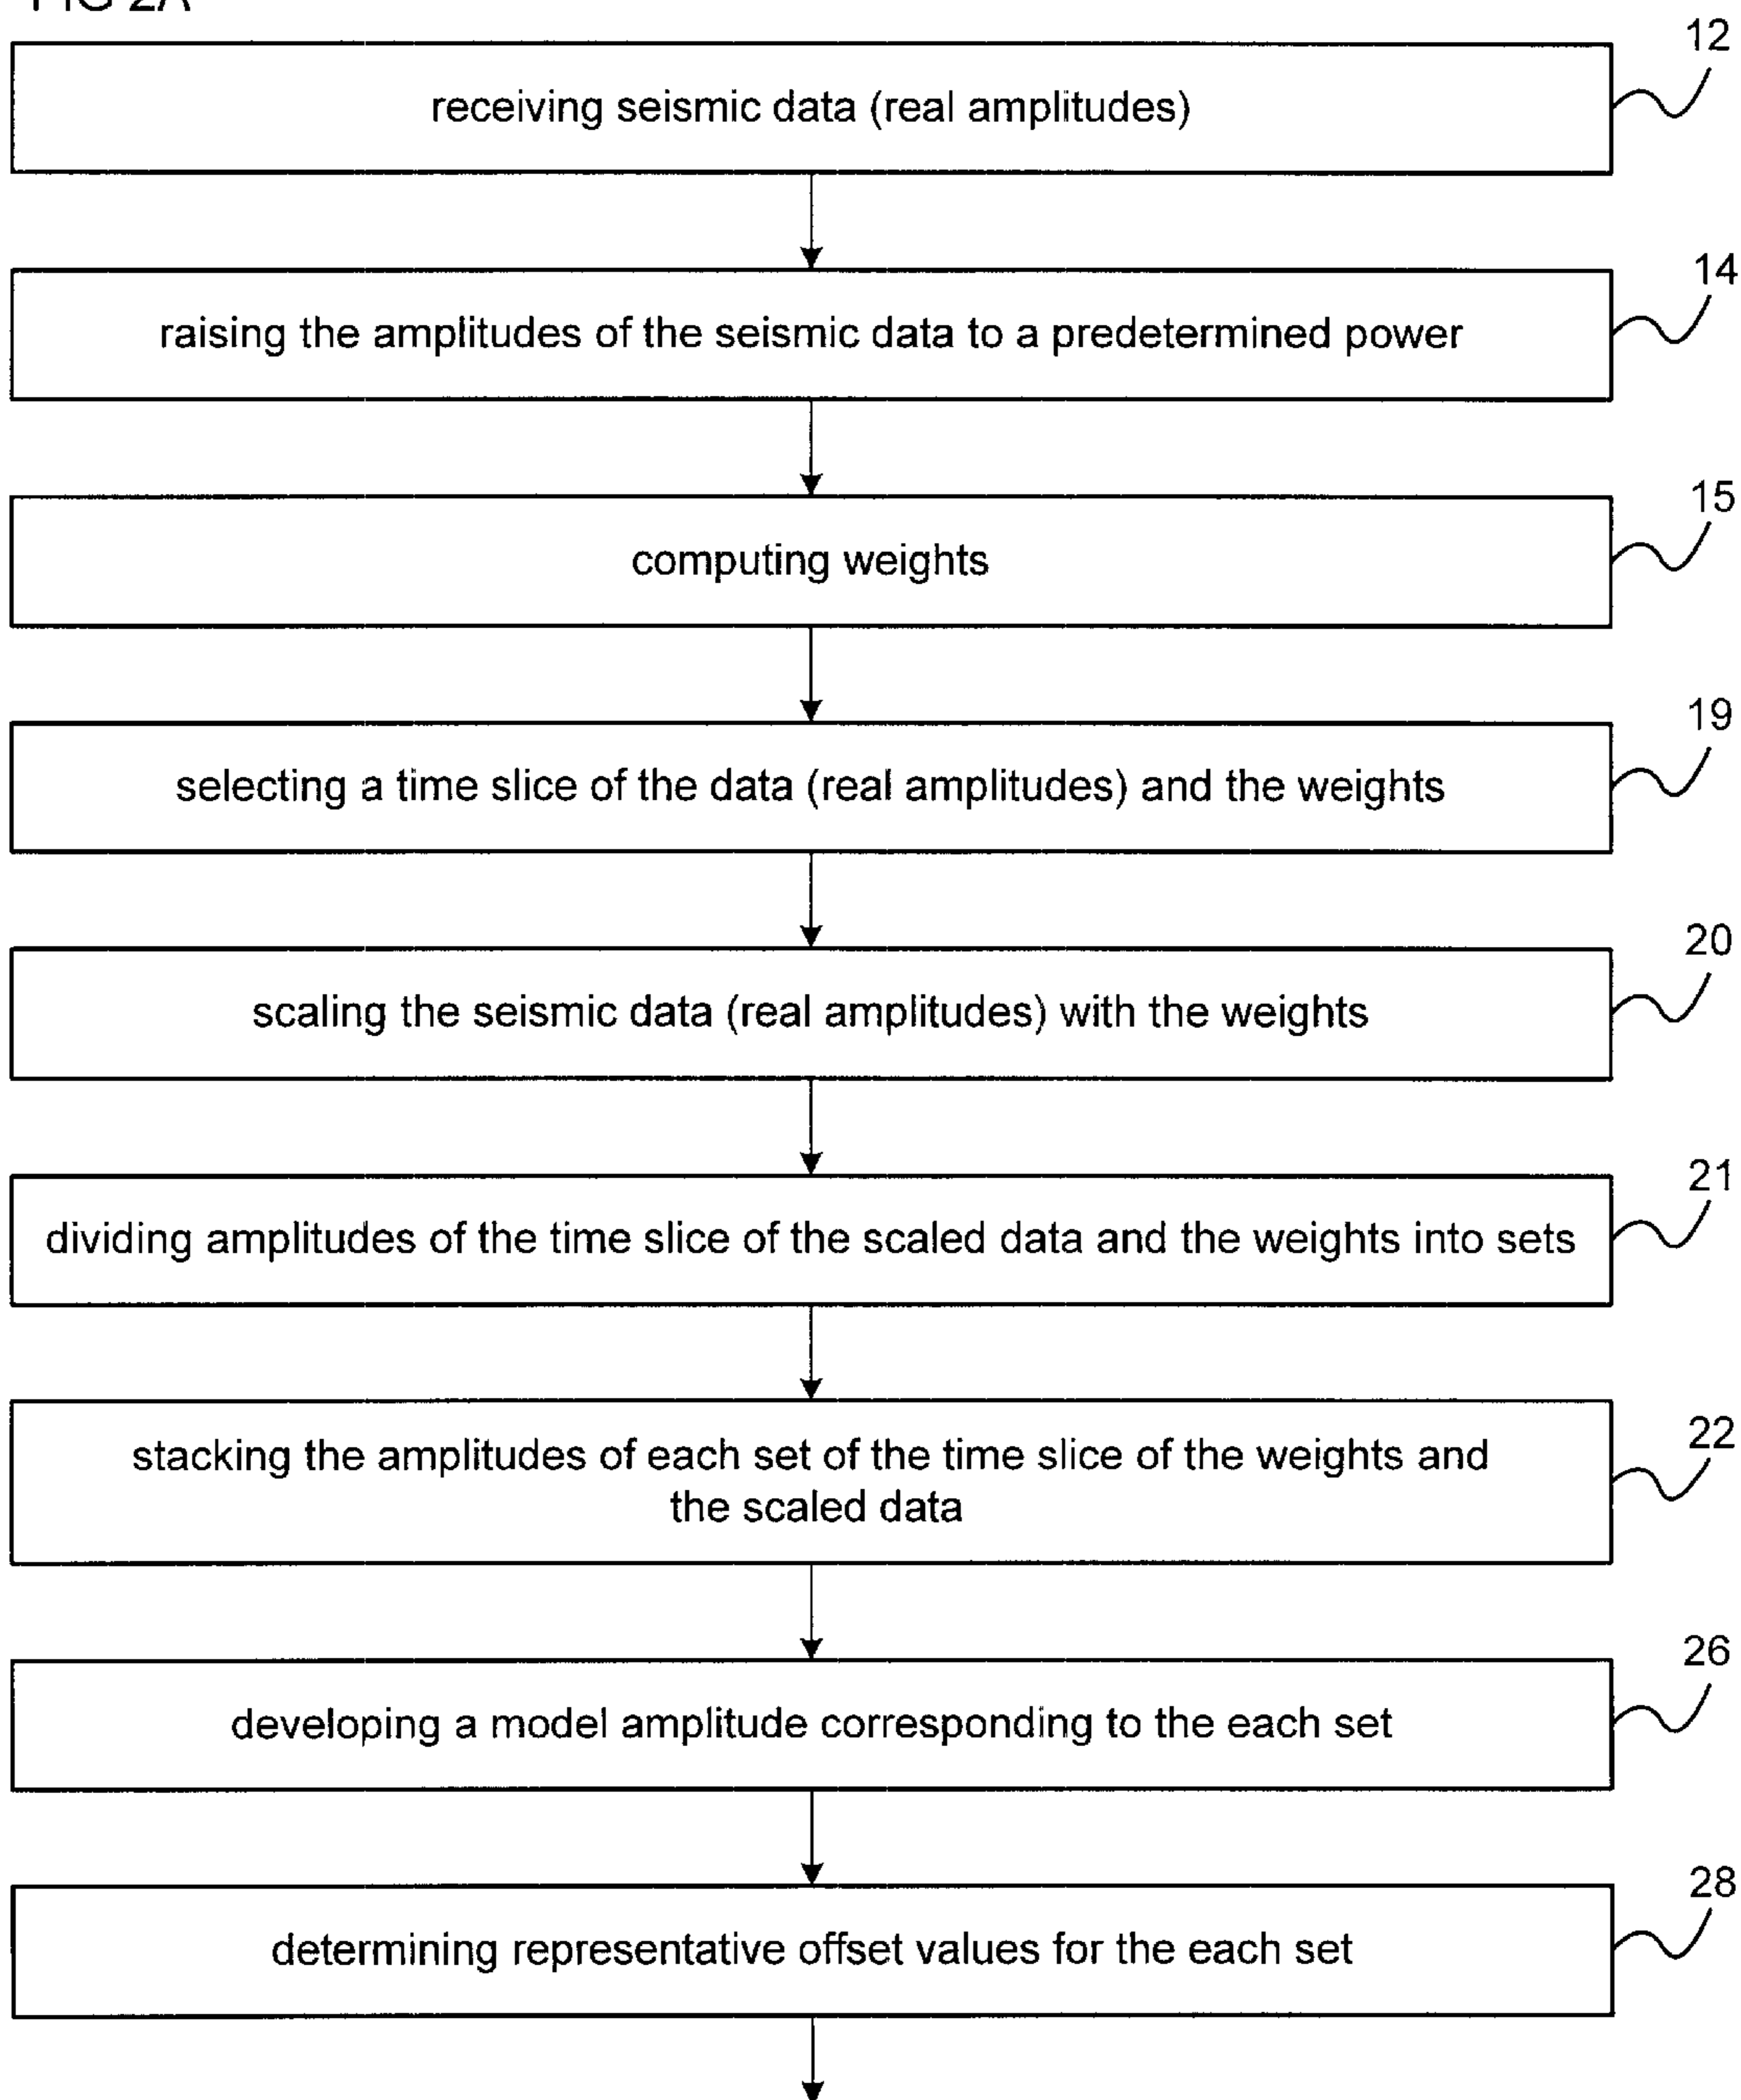 FIG 2A
12
receiving seismic data (real amplitudes)
14
raising the amplitudes of the seismic data to a predetermined power
15
computing weights
19
selecting a time slice of the data (real amplitudes) and the weights
20
scaling the seismic data (real amplitudes) with the weights
21
dividing amplitudes of the time slice of the scaled data and the weights into sets
22
stacking the amplitudes of each set of the time slice of the weights and
the scaled data
26
developing a model amplitude corresponding to the each set
28
determining representative offset values for the each set